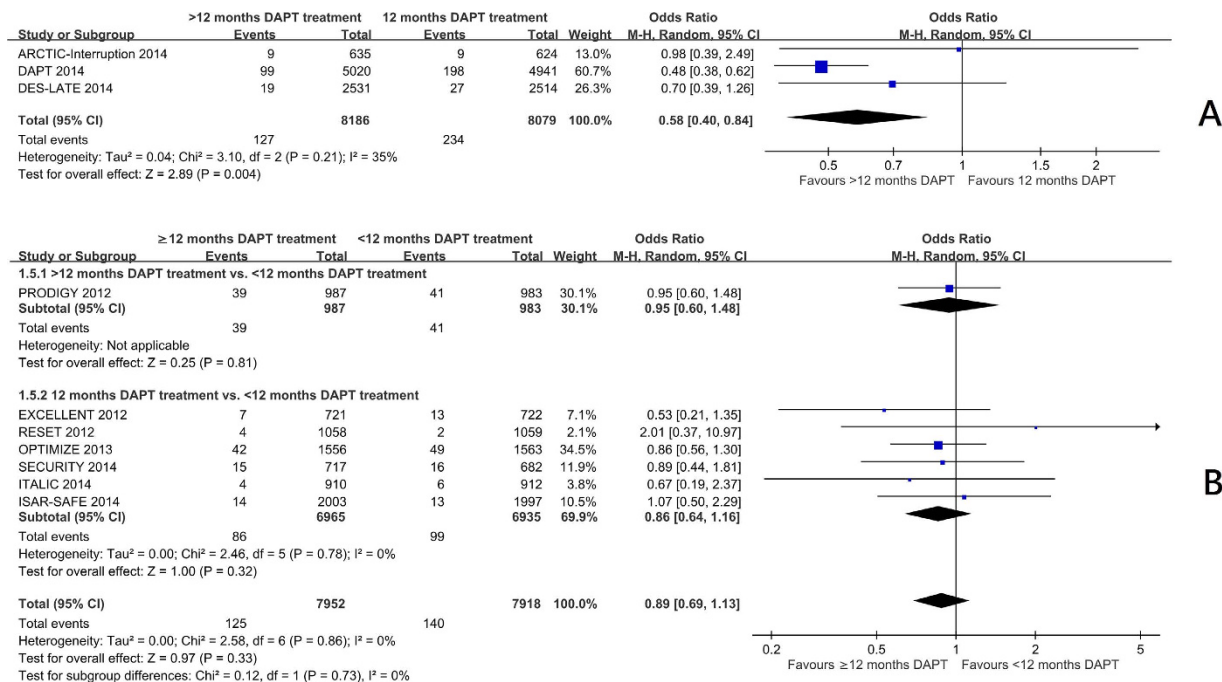 >12 months DAPT treatment 12 months DAPT treatment Odds Ratio Odds Ratio
Study or Subgroup Events Total Events Total Weight M-H, Random, 95% CI M-H, Random, 95% CI
ARCTIC-Interruption 2014 9 635 9 624 13.0% 0.98 [0.39, 2.49]
DAPT 2014 99 5020 198 4941 60.7% 0.48 [0.38, 0.62]
DES-LATE 2014 19 2531 27 2514 26.3% 0.70 [0.39, 1.26]
Total (95% CI) 8186 8079 100.0% 0.58 [0.40, 0.84]
Total events 127 234
Heterogeneity: Tau² = 0.04; Chi² = 3.10, df = 2 (P = 0.21); I² = 35%
Test for overall effect: Z = 2.89 (P = 0.004)
0.5 0.7 1 1.5 2
Favours >12 months DAPT Favours 12 months DAPT
A
≥12 months DAPT treatment <12 months DAPT treatment Odds Ratio Odds Ratio
Study or Subgroup Events Total Events Total Weight M-H, Random, 95% CI M-H, Random, 95% CI
1.5.1 >12 months DAPT treatment vs. <12 months DAPT treatment
PRODIGY 2012 39 987 41 983 30.1% 0.95 [0.60, 1.48]
Subtotal (95% CI) 987 983 30.1% 0.95 [0.60, 1.48]
Total events 39 41
Heterogeneity: Not applicable
Test for overall effect: Z = 0.25 (P = 0.81)
1.5.2 12 months DAPT treatment vs. <12 months DAPT treatment
EXCELLENT 2012 7 721 13 722 7.1% 0.53 [0.21, 1.35]
RESET 2012 4 1058 2 1059 2.1% 2.01 [0.37, 10.97]
OPTIMIZE 2013 42 1556 49 1563 34.5% 0.86 [0.56, 1.30]
SECURITY 2014 15 717 16 682 11.9% 0.89 [0.44, 1.81]
ITALIC 2014 4 910 6 912 3.8% 0.67 [0.19, 2.37]
ISAR-SAFE 2014 14 2003 13 1997 10.5% 1.07 [0.50, 2.29]
Subtotal (95% CI) 6965 6935 69.9% 0.86 [0.64, 1.16]
Total events 86 99
Heterogeneity: Tau² = 0.00; Chi² = 2.46, df = 5 (P = 0.78); I² = 0%
Test for overall effect: Z = 1.00 (P = 0.32)
Total (95% CI) 7952 7918 100.0% 0.89 [0.69, 1.13]
Total events 125 140
Heterogeneity: Tau² = 0.00; Chi² = 2.58, df = 6 (P = 0.86); I² = 0%
Test for overall effect: Z = 0.97 (P = 0.33)
Test for subgroup differences: Chi² = 0.12, df = 1 (P = 0.73), I² = 0%
0.2 0.5 1 2 5
Favours ≥12 months DAPT Favours <12 months DAPT
B